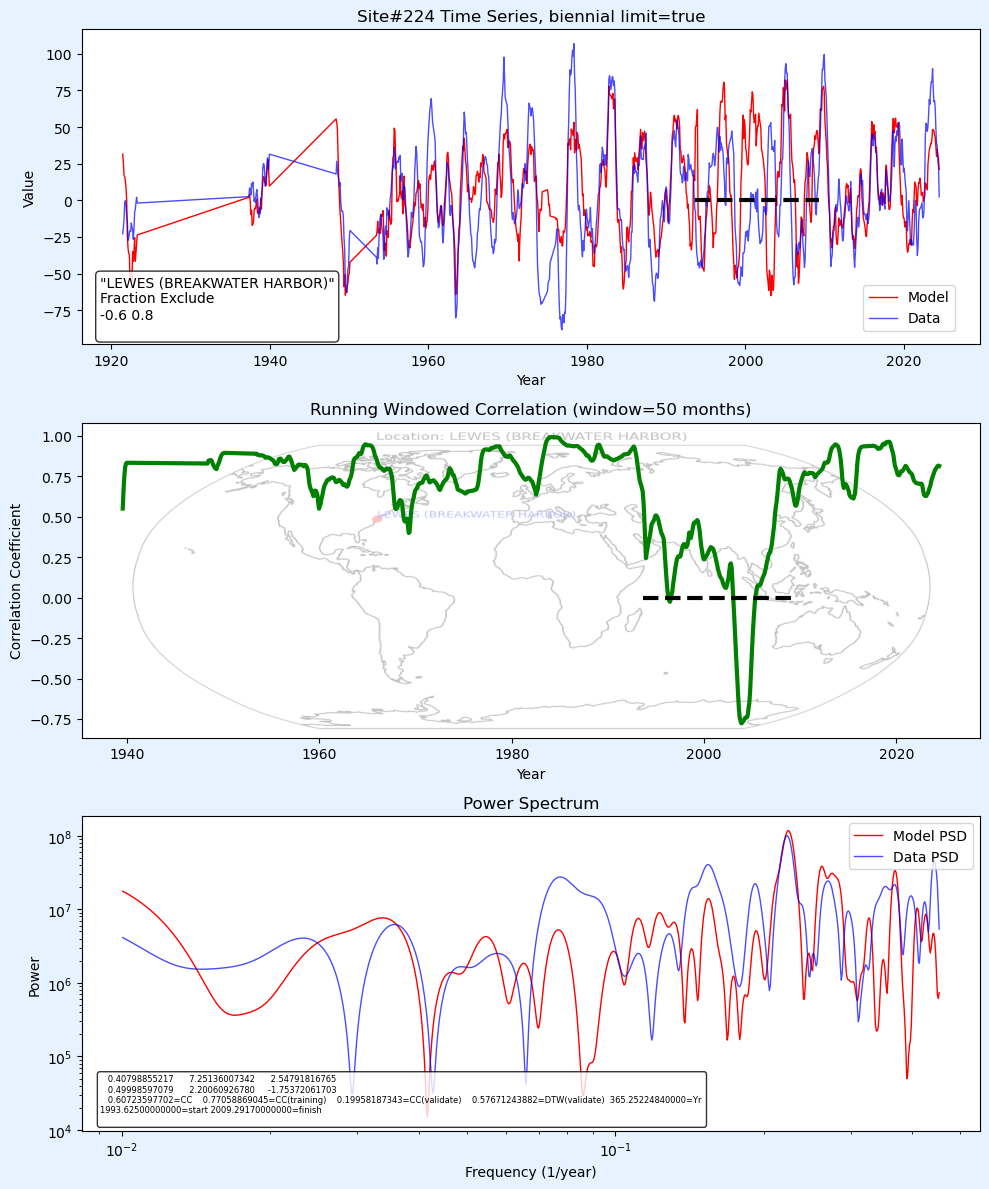 Site#224 Time Series, biennial limit=true
100
75
50
25
0
−25
−50
−75
Value
"LEWES (BREAKWATER HARBOR)"
Fraction Exclude
-0.6 0.8
Model
Data
1920 1940 1960 1980 2000 2020
Year
Running Windowed Correlation (window=50 months)
1.00
0.75
0.50
0.25
0.00
−0.25
−0.50
−0.75
Correlation Coefficient
Location: LEWES (BREAKWATER HARBOR)
LEWES (BREAKWATER HARBOR)
1940 1960 1980 2000 2020
Year
Power Spectrum
10^8
10^7
10^6
10^5
10^4
Power
Model PSD
Data PSD
0.40798855217 7.25136007342 2.54791816765
0.49998597079 2.20060926780 -1.75372061703
0.60723597702=CC 0.77058869045=CC(training) 0.19958187343=CC(validate) 0.57671243882=DTW(validate) 365.25224840000=Yr
1993.62500000000=start 2009.29170000000=finish
10^−2 10^−1
Frequency (1/year)